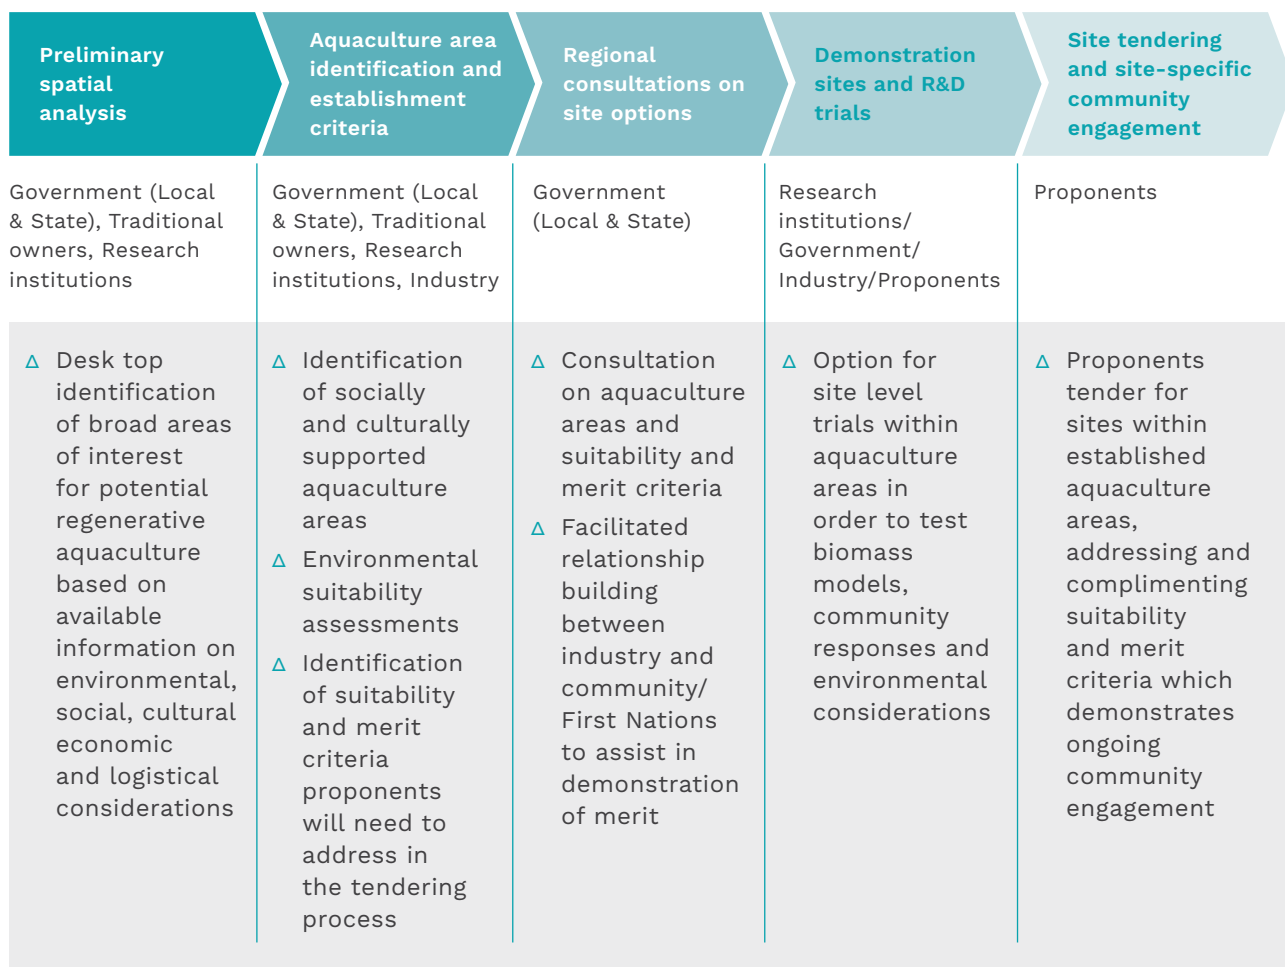 Preliminary
spatial
analysis
Aquaculture area
identification and
establishment
criteria
Regional
consultations on
site options
Demonstration
sites and R&D
trials
Site tendering
and site-specific
community
engagement
Government (Local
& State), Traditional
owners, Research
institutions
Government (Local
& State), Traditional
owners, Research
institutions, Industry
Government
(Local & State)
Research
institutions/
Government/
Industry/Proponents
Proponents
∆ Desk top
identification
of broad areas
of interest
for potential
regenerative
aquaculture
based on
available
information on
environmental,
social, cultural
economic
and logistical
considerations
∆ Identification
of socially
and culturally
supported
aquaculture
areas
∆ Environmental
suitability
assessments
∆ Identification
of suitability
and merit
criteria
proponents
will need to
address in
the tendering
process
∆ Consultation
on aquaculture
areas and
suitability and
merit criteria
∆ Facilitated
relationship
building
between
industry and
community/
First Nations
to assist in
demonstration
of merit
∆ Option for
site level
trials within
aquaculture
areas in
order to test
biomass
models,
community
responses and
environmental
considerations
∆ Proponents
tender for
sites within
established
aquaculture
areas,
addressing and
complimenting
suitability
and merit
criteria which
demonstrates
ongoing
community
engagement